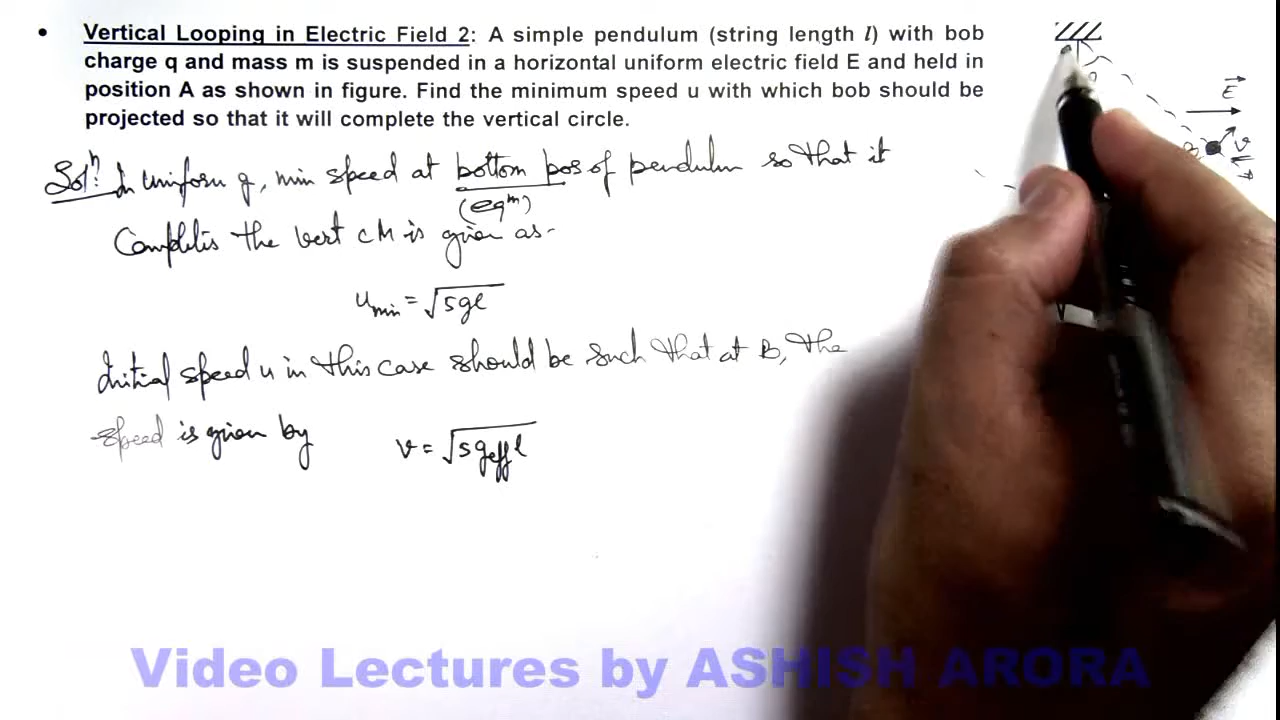 • Vertical Looping in Electric Field 2: A simple pendulum (string length l) with bob
charge q and mass m is suspended in a horizontal uniform electric field E and held in
position A as shown in figure. Find the minimum speed u with which bob should be
projected so that it will complete the vertical circle.
Solⁿ: In uniform g, min speed at bottom pos of pendulum so that it
(eqᵐ)
Completes the vert CM is given as-
u_min = √5gl
Initial speed u in this case should be such that at B, the
speed is given by v = √5g_eff l
E⃗
B
v
Video Lectures by ASHISH ARORA